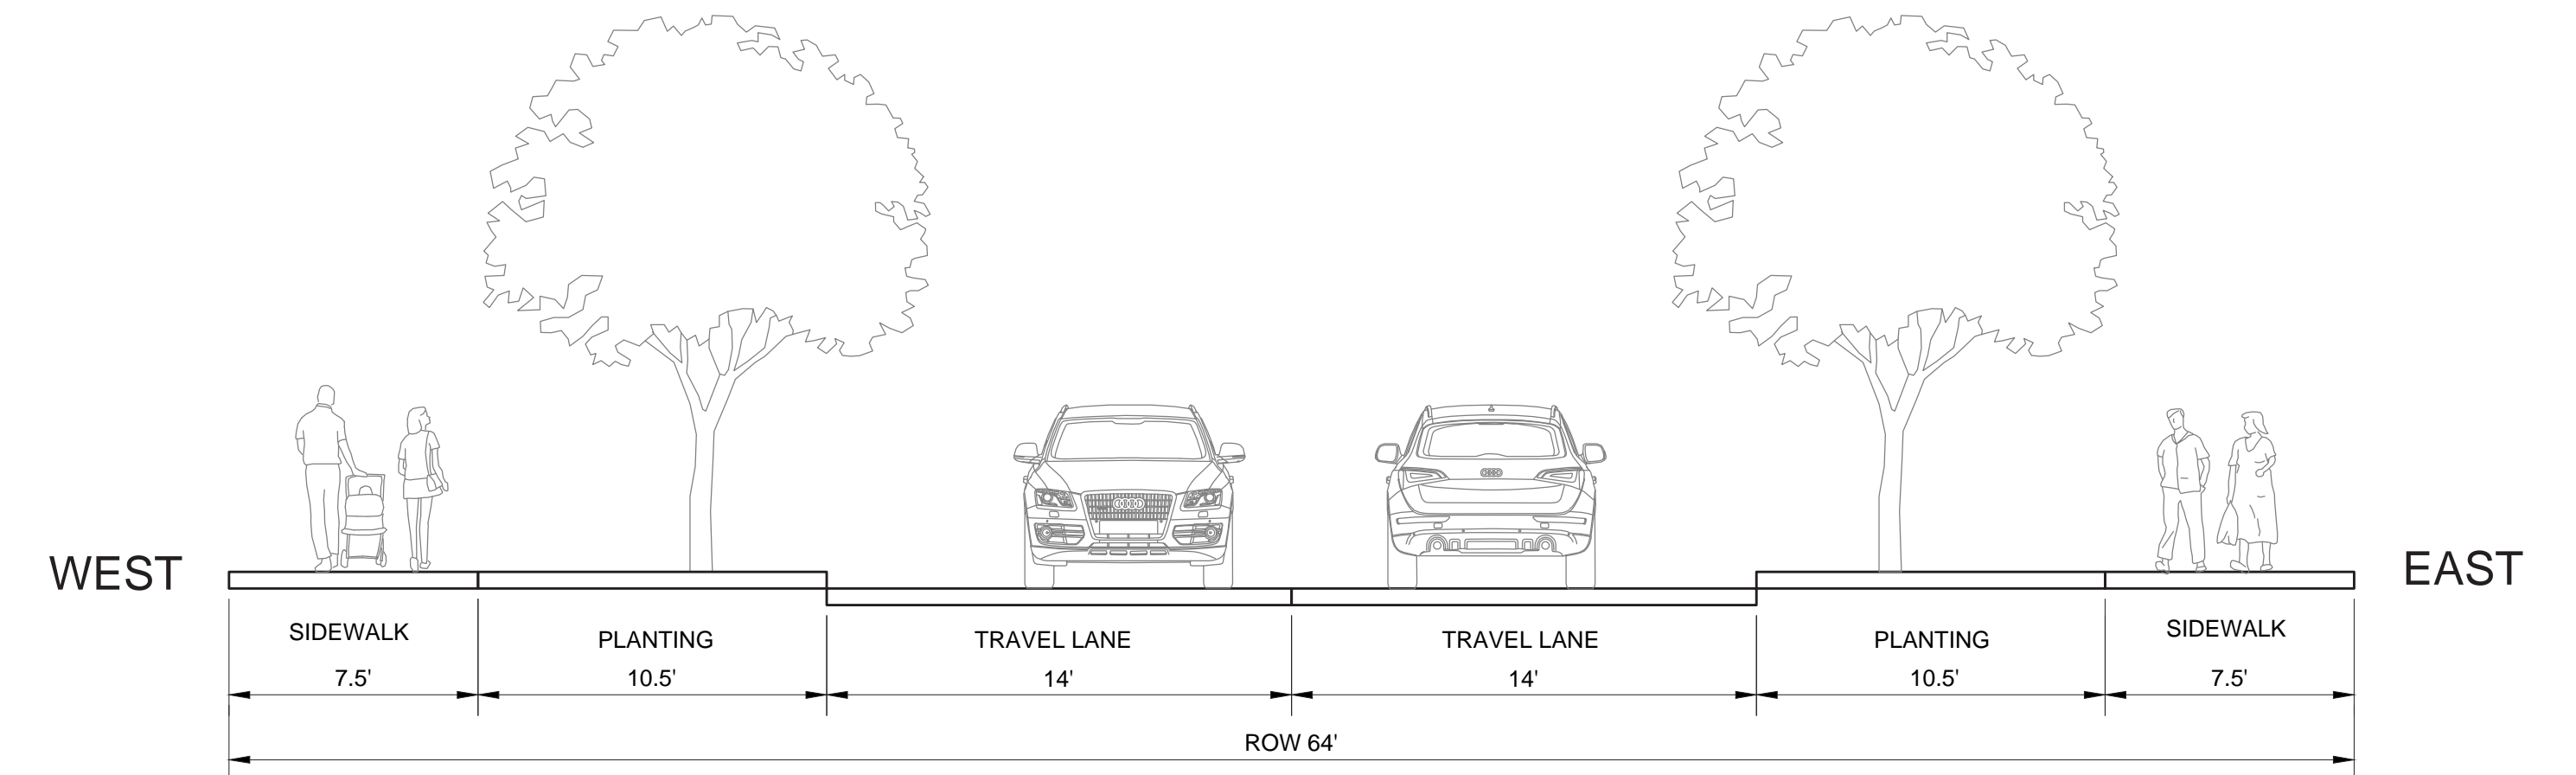 WEST
EAST
SIDEWALK
PLANTING
TRAVEL LANE
TRAVEL LANE
PLANTING
SIDEWALK
7.5'
10.5'
14'
14'
10.5'
7.5'
ROW 64'